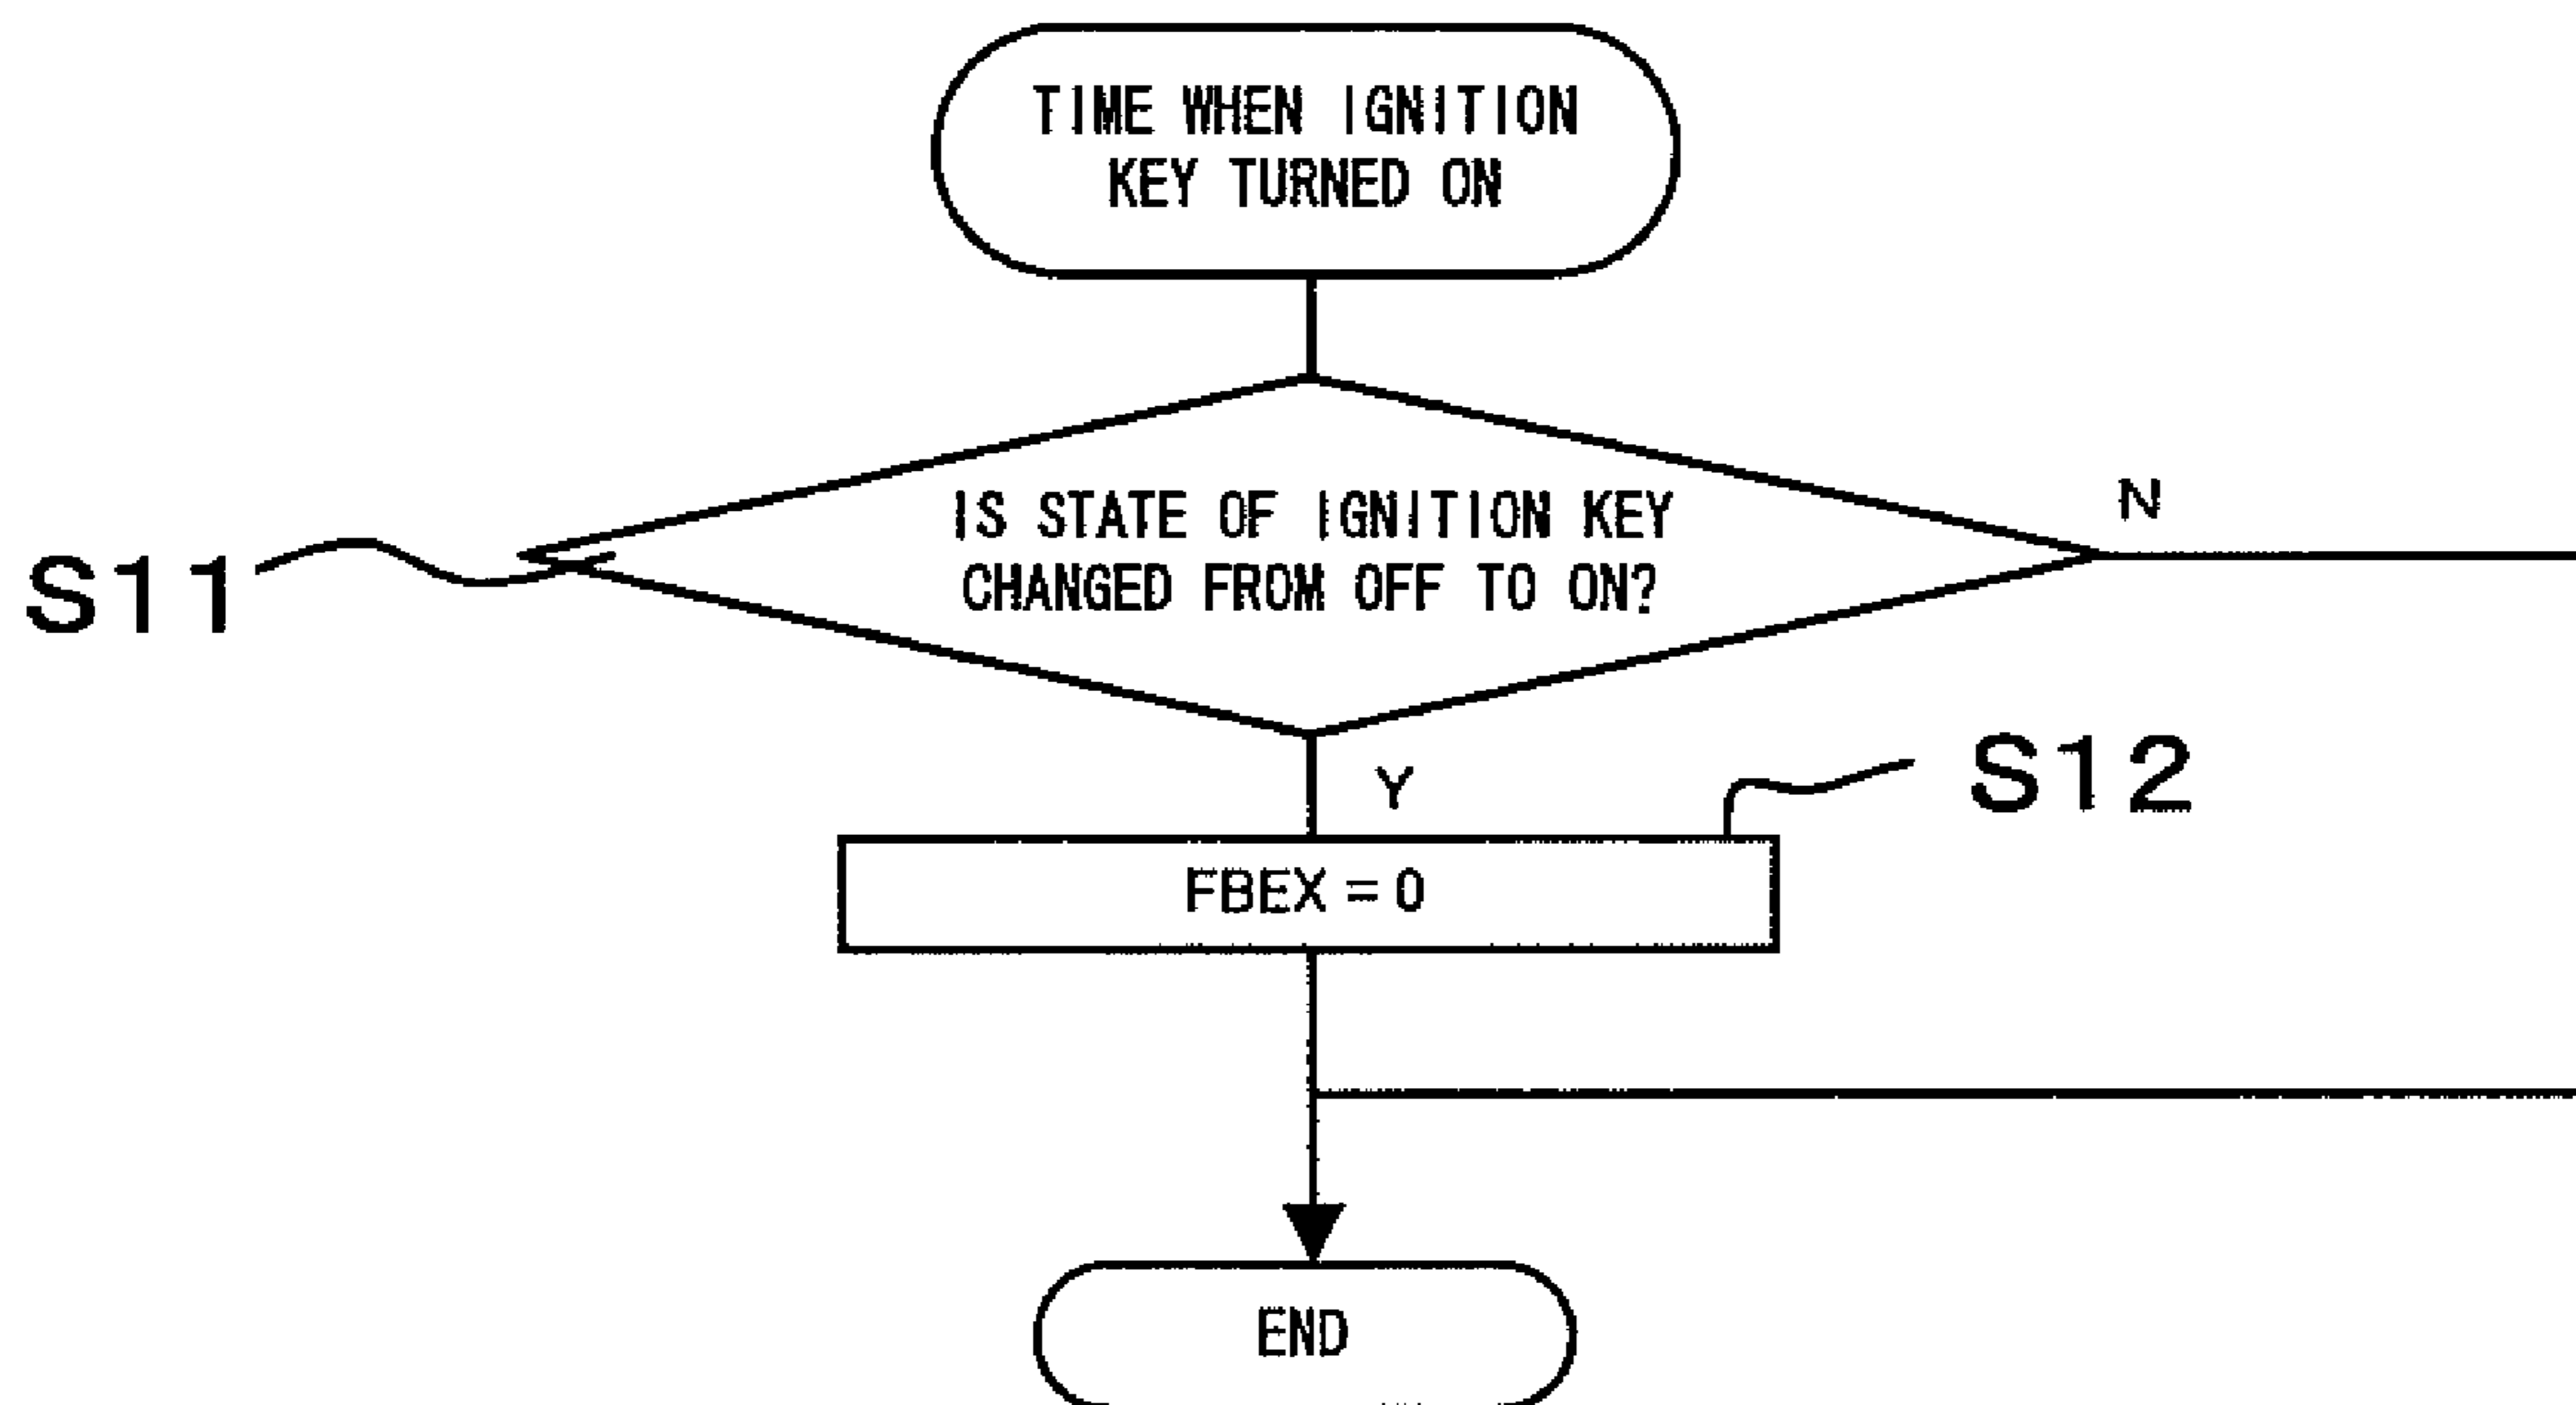 TIME WHEN IGNITION
KEY TURNED ON
IS STATE OF IGNITION KEY
CHANGED FROM OFF TO ON?
N
S11
Y
S12
FBEX = 0
END